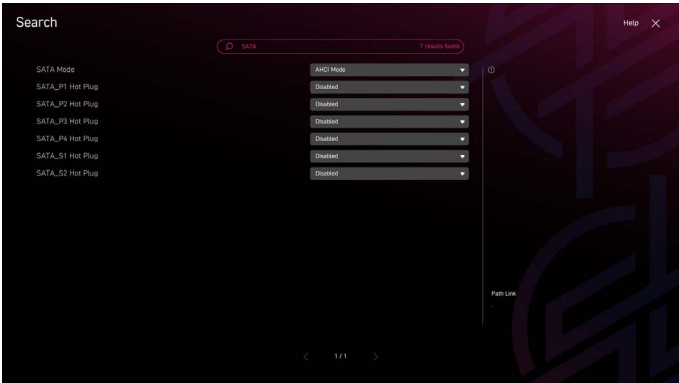 Search
Help
SATA
7 results found.
SATA Mode
AHCI Mode
SATA_P1 Hot Plug
Disabled
SATA_P2 Hot Plug
Disabled
SATA_P3 Hot Plug
Disabled
SATA_P4 Hot Plug
Disabled
SATA_S1 Hot Plug
Disabled
SATA_S2 Hot Plug
Disabled
Path Link
-
1 / 1